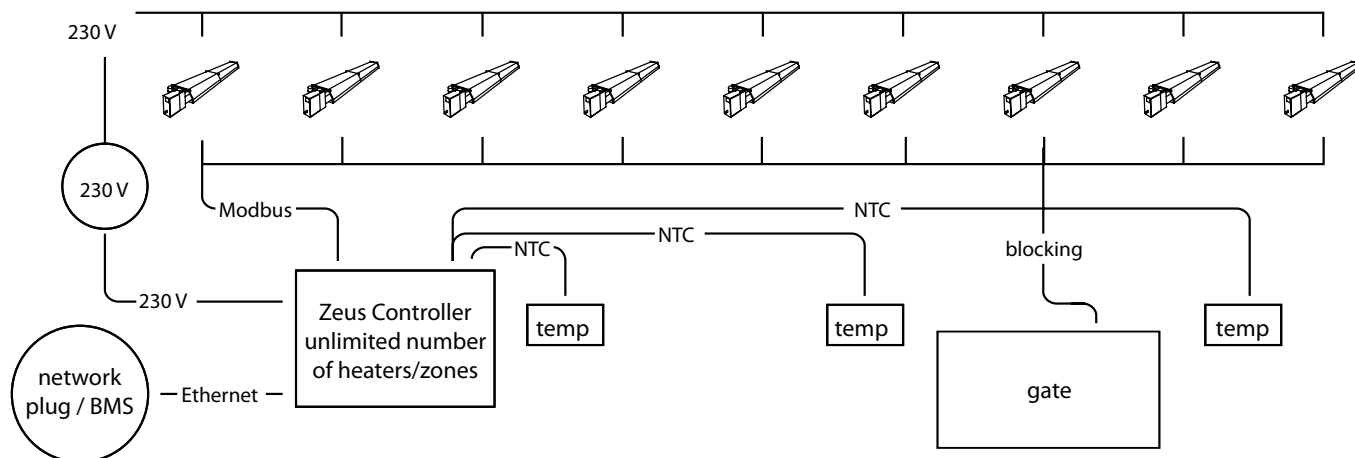 230 V
230 V
Modbus
NTC
NTC
NTC
blocking
230 V
Zeus Controller
unlimited number
of heaters/zones
temp
temp
temp
network
plug / BMS
Ethernet
gate